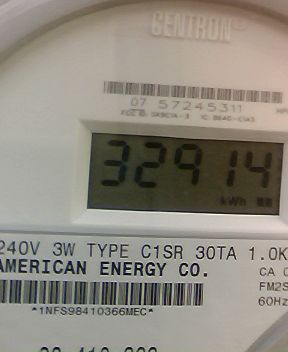 CENTRON
07 57245311
32914
kWh
240V 3W TYPE C1SR 30TA 1.0K
AMERICAN ENERGY CO.
CA
FM2S
60Hz
*1NFS98410366MEC*